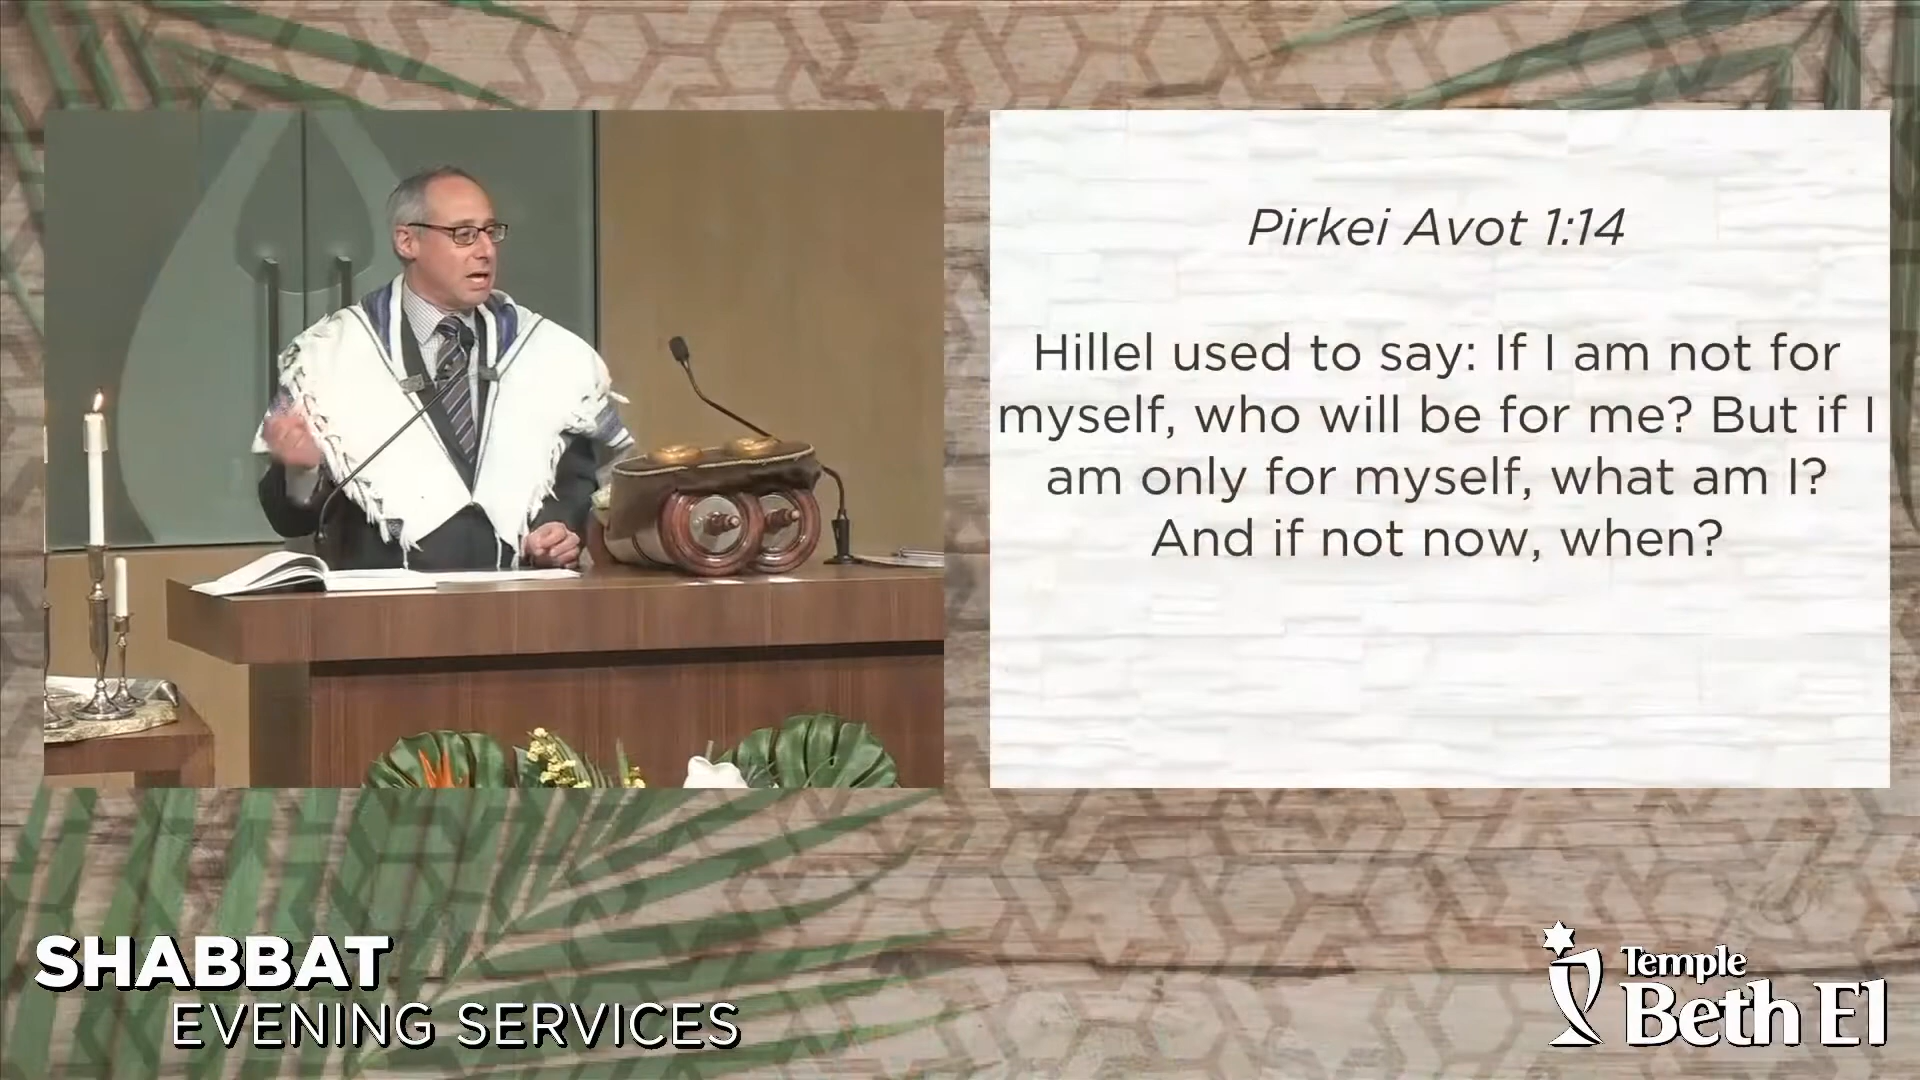 Pirkei Avot 1:14
Hillel used to say: If I am not for
myself, who will be for me? But if I
am only for myself, what am I?
And if not now, when?
SHABBAT
EVENING SERVICES
Temple
Beth El